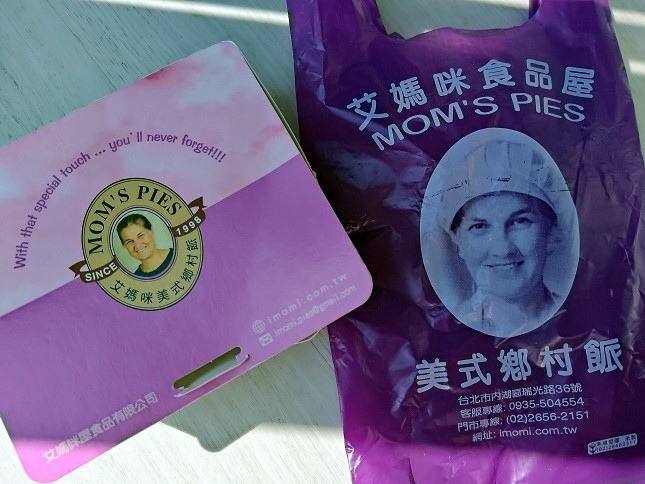 With that special touch ... you'll never forget!!!
MOM'S PIES
SINCE 1998
艾媽咪美式鄉村派
imomi.com.tw
imomi.pies@gmail.com
艾媽咪屋食品有限公司
艾媽咪食品屋
MOM'S PIES
美式鄉村派
台北市內湖區瑞光路36號
客服專線: 0935-504554
門市專線: (02)2656-2151
網址: imomi.com.tw